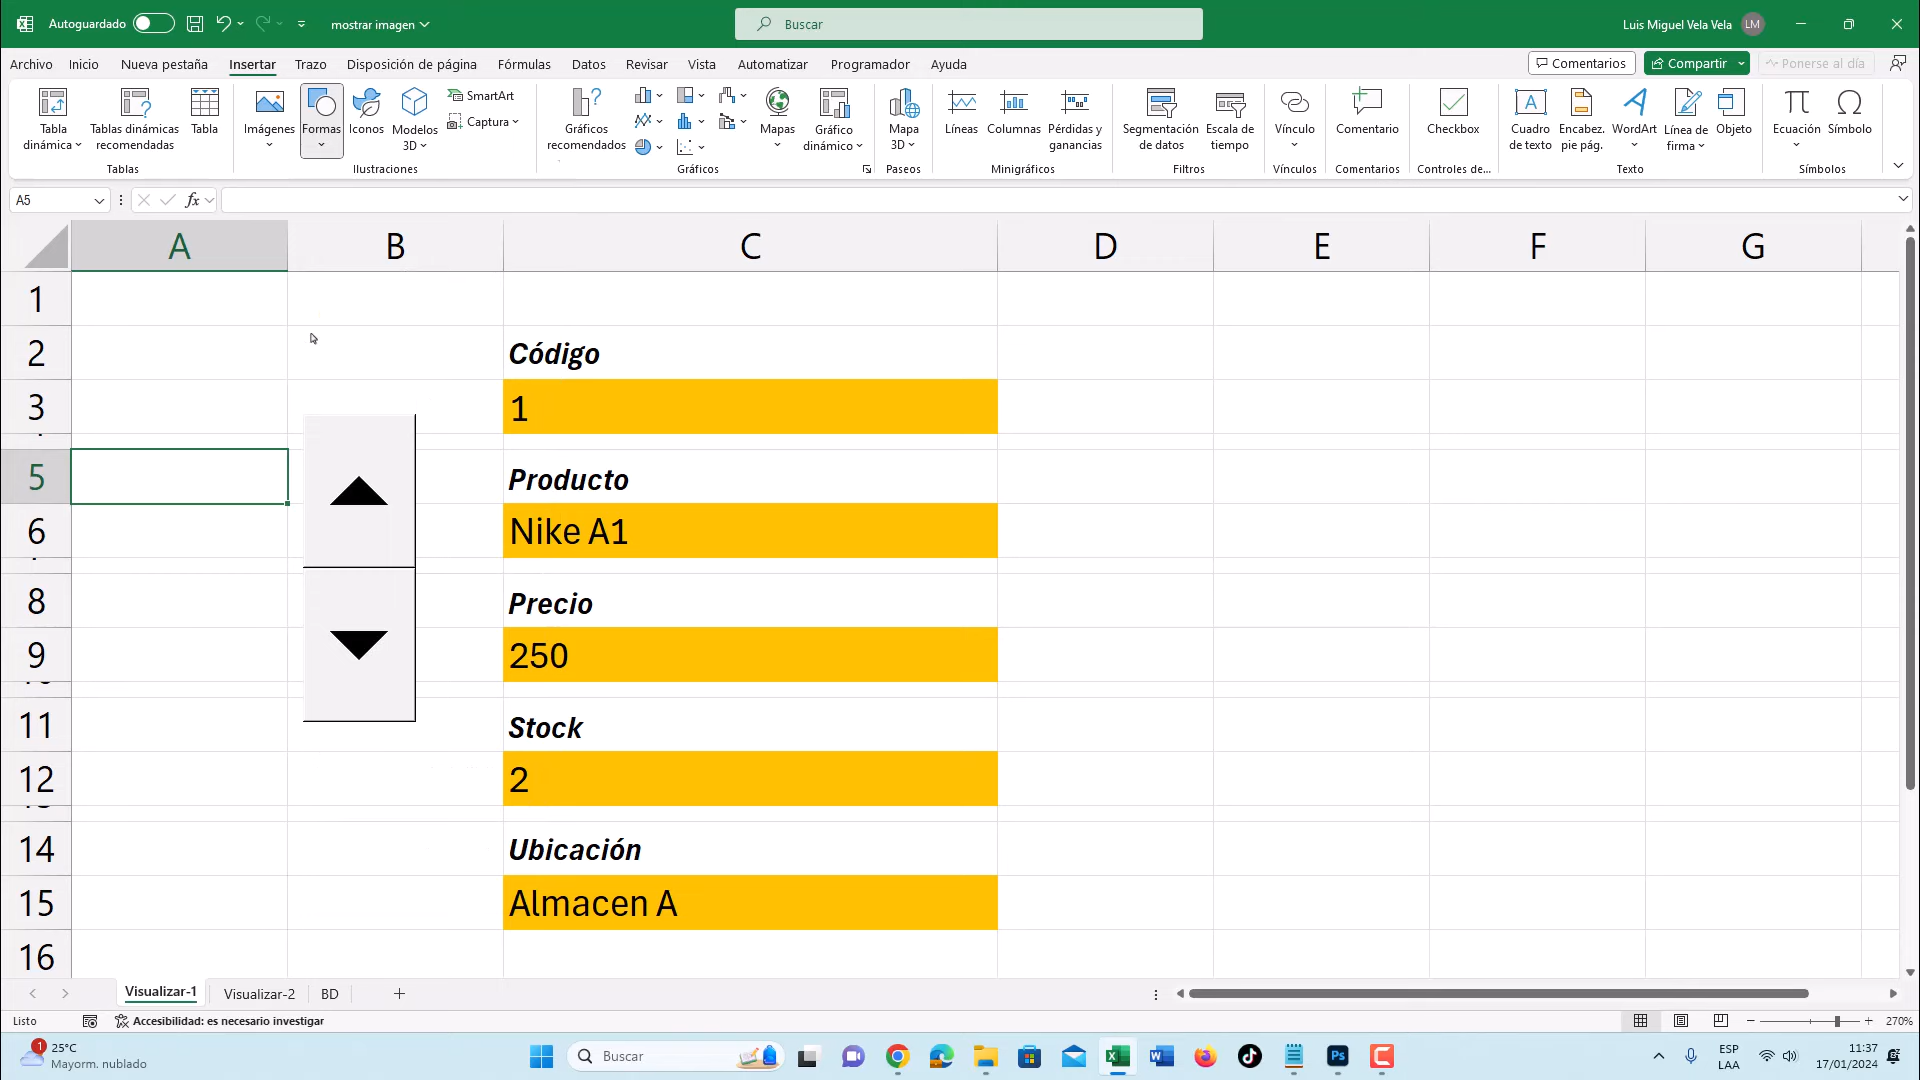 Autoguardado
mostrar imagen
Buscar
Luis Miguel Vela Vela
LM
Archivo
Inicio
Nueva pestaña
Insertar
Trazo
Disposición de página
Fórmulas
Datos
Revisar
Vista
Automatizar
Programador
Ayuda
Comentarios
Compartir
Ponerse al día
Tabla
dinámica
Tablas dinámicas
recomendadas
Tabla
Tablas
Imágenes
Formas
Iconos
Modelos
3D
SmartArt
Captura
Ilustraciones
Gráficos
recomendados
Mapas
Gráfico
dinámico
Gráficos
Mapa
3D
Paseos
Líneas
Columnas
Pérdidas y
ganancias
Minigráficos
Segmentación
de datos
Escala de
tiempo
Filtros
Vínculo
Vínculos
Comentario
Comentarios
Checkbox
Controles de...
Cuadro
de texto
Encabez.
pie pág.
WordArt
Línea de
firma
Objeto
Texto
Ecuación
Símbolo
Símbolos
A5
fx
A B C D E F G
1
2 Código
3 1
5 Producto
6 Nike A1
8 Precio
9 250
11 Stock
12 2
14 Ubicación
15 Almacen A
16
Visualizar-1
Visualizar-2
BD
Listo
Accesibilidad: es necesario investigar
270%
1
25°C
Mayorm. nublado
Buscar
ESP
LAA
11:37
17/01/2024